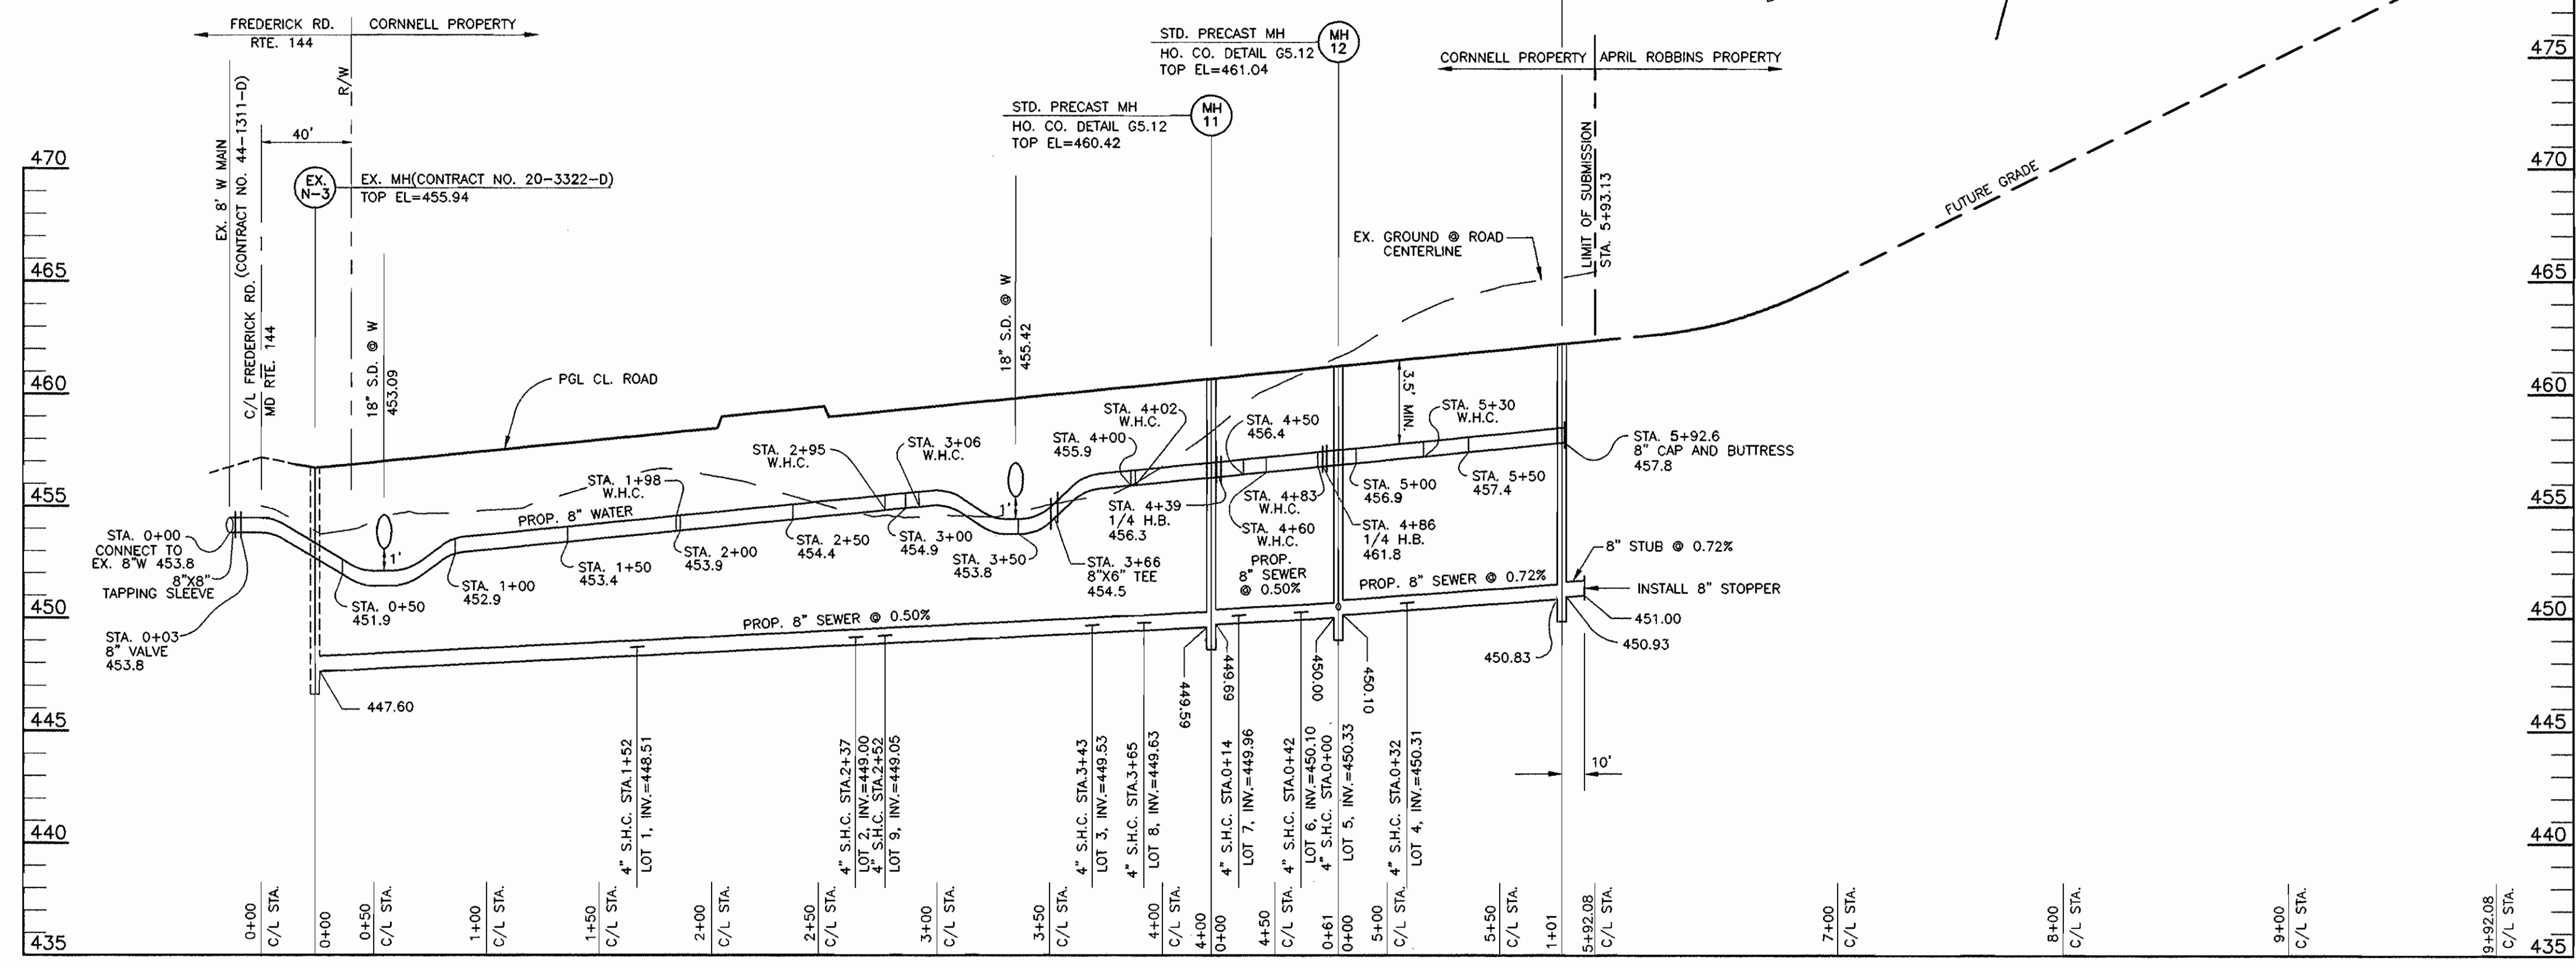 FREDERICK RD.
RTE. 144
CORNNELL PROPERTY
R/W
40'
EX. 8' W MAIN
C/L FREDERICK RD. (CONTRACT NO. 44-1311-D)
MD RTE. 144
EX.
N-3
EX. MH(CONTRACT NO. 20-3322-D)
TOP EL=455.94
18" S.D. @ W
453.09
STD. PRECAST MH
HO. CO. DETAIL G5.12
TOP EL=460.42
MH
11
STD. PRECAST MH
HO. CO. DETAIL G5.12
TOP EL=461.04
MH
12
18" S.D. @ W
455.42
CORNNELL PROPERTY
APRIL ROBBINS PROPERTY
LIMIT OF SUBMISSION
STA. 5+93.13
EX. GROUND @ ROAD
CENTERLINE
FUTURE GRADE
PGL CL. ROAD
3.5' MIN.
470
465
460
455
450
445
440
435
475
470
465
460
455
450
445
440
435
STA. 0+00
CONNECT TO
EX. 8"W 453.8
8"X8"
TAPPING SLEEVE
STA. 0+03
8" VALVE
453.8
1'
STA. 0+50
451.9
STA. 1+00
452.9
PROP. 8" WATER
STA. 1+50
453.4
STA. 1+98
W.H.C.
STA. 2+00
453.9
STA. 2+50
454.4
STA. 2+95
W.H.C.
STA. 3+00
454.9
STA. 3+06
W.H.C.
1'
STA. 3+50
453.8
STA. 3+66
8"X6" TEE
454.5
STA. 4+00
455.9
STA. 4+02
W.H.C.
STA. 4+39
1/4 H.B.
456.3
STA. 4+50
456.4
STA. 4+60
W.H.C.
STA. 4+83
W.H.C.
STA. 4+86
1/4 H.B.
461.8
STA. 5+00
456.9
STA. 5+30
W.H.C.
STA. 5+50
457.4
STA. 5+92.6
8" CAP AND BUTTRESS
457.8
PROP. 8" SEWER @ 0.50%
PROP.
8" SEWER
@ 0.50%
PROP. 8" SEWER @ 0.72%
8" STUB @ 0.72%
INSTALL 8" STOPPER
451.00
450.93
450.83
447.60
449.59
449.69
450.00
450.10
10'
4" S.H.C. STA.1+52
LOT 1, INV.=448.51
4" S.H.C. STA.2+37
LOT 2, INV.=449.00
4" S.H.C. STA.2+52
LOT 9, INV.=449.05
4" S.H.C. STA.3+43
LOT 3, INV.=449.53
4" S.H.C. STA.3+65
LOT 8, INV.=449.63
4" S.H.C. STA.0+14
LOT 7, INV.=449.96
4" S.H.C. STA.0+42
LOT 6, INV.=450.10
4" S.H.C. STA.0+00
LOT 5, INV.=450.33
4" S.H.C. STA.0+32
LOT 4, INV.=450.31
0+00
C/L STA.
0+00
0+50
C/L STA.
1+00
C/L STA.
1+50
C/L STA.
2+00
C/L STA.
2+50
C/L STA.
3+00
C/L STA.
3+50
C/L STA.
4+00
C/L STA.
4+00
0+00
4+50
C/L STA.
0+61
0+00
5+00
C/L STA.
5+50
C/L STA.
1+01
5+92.08
C/L STA.
7+00
C/L STA.
8+00
C/L STA.
9+00
C/L STA.
9+92.08
C/L STA.